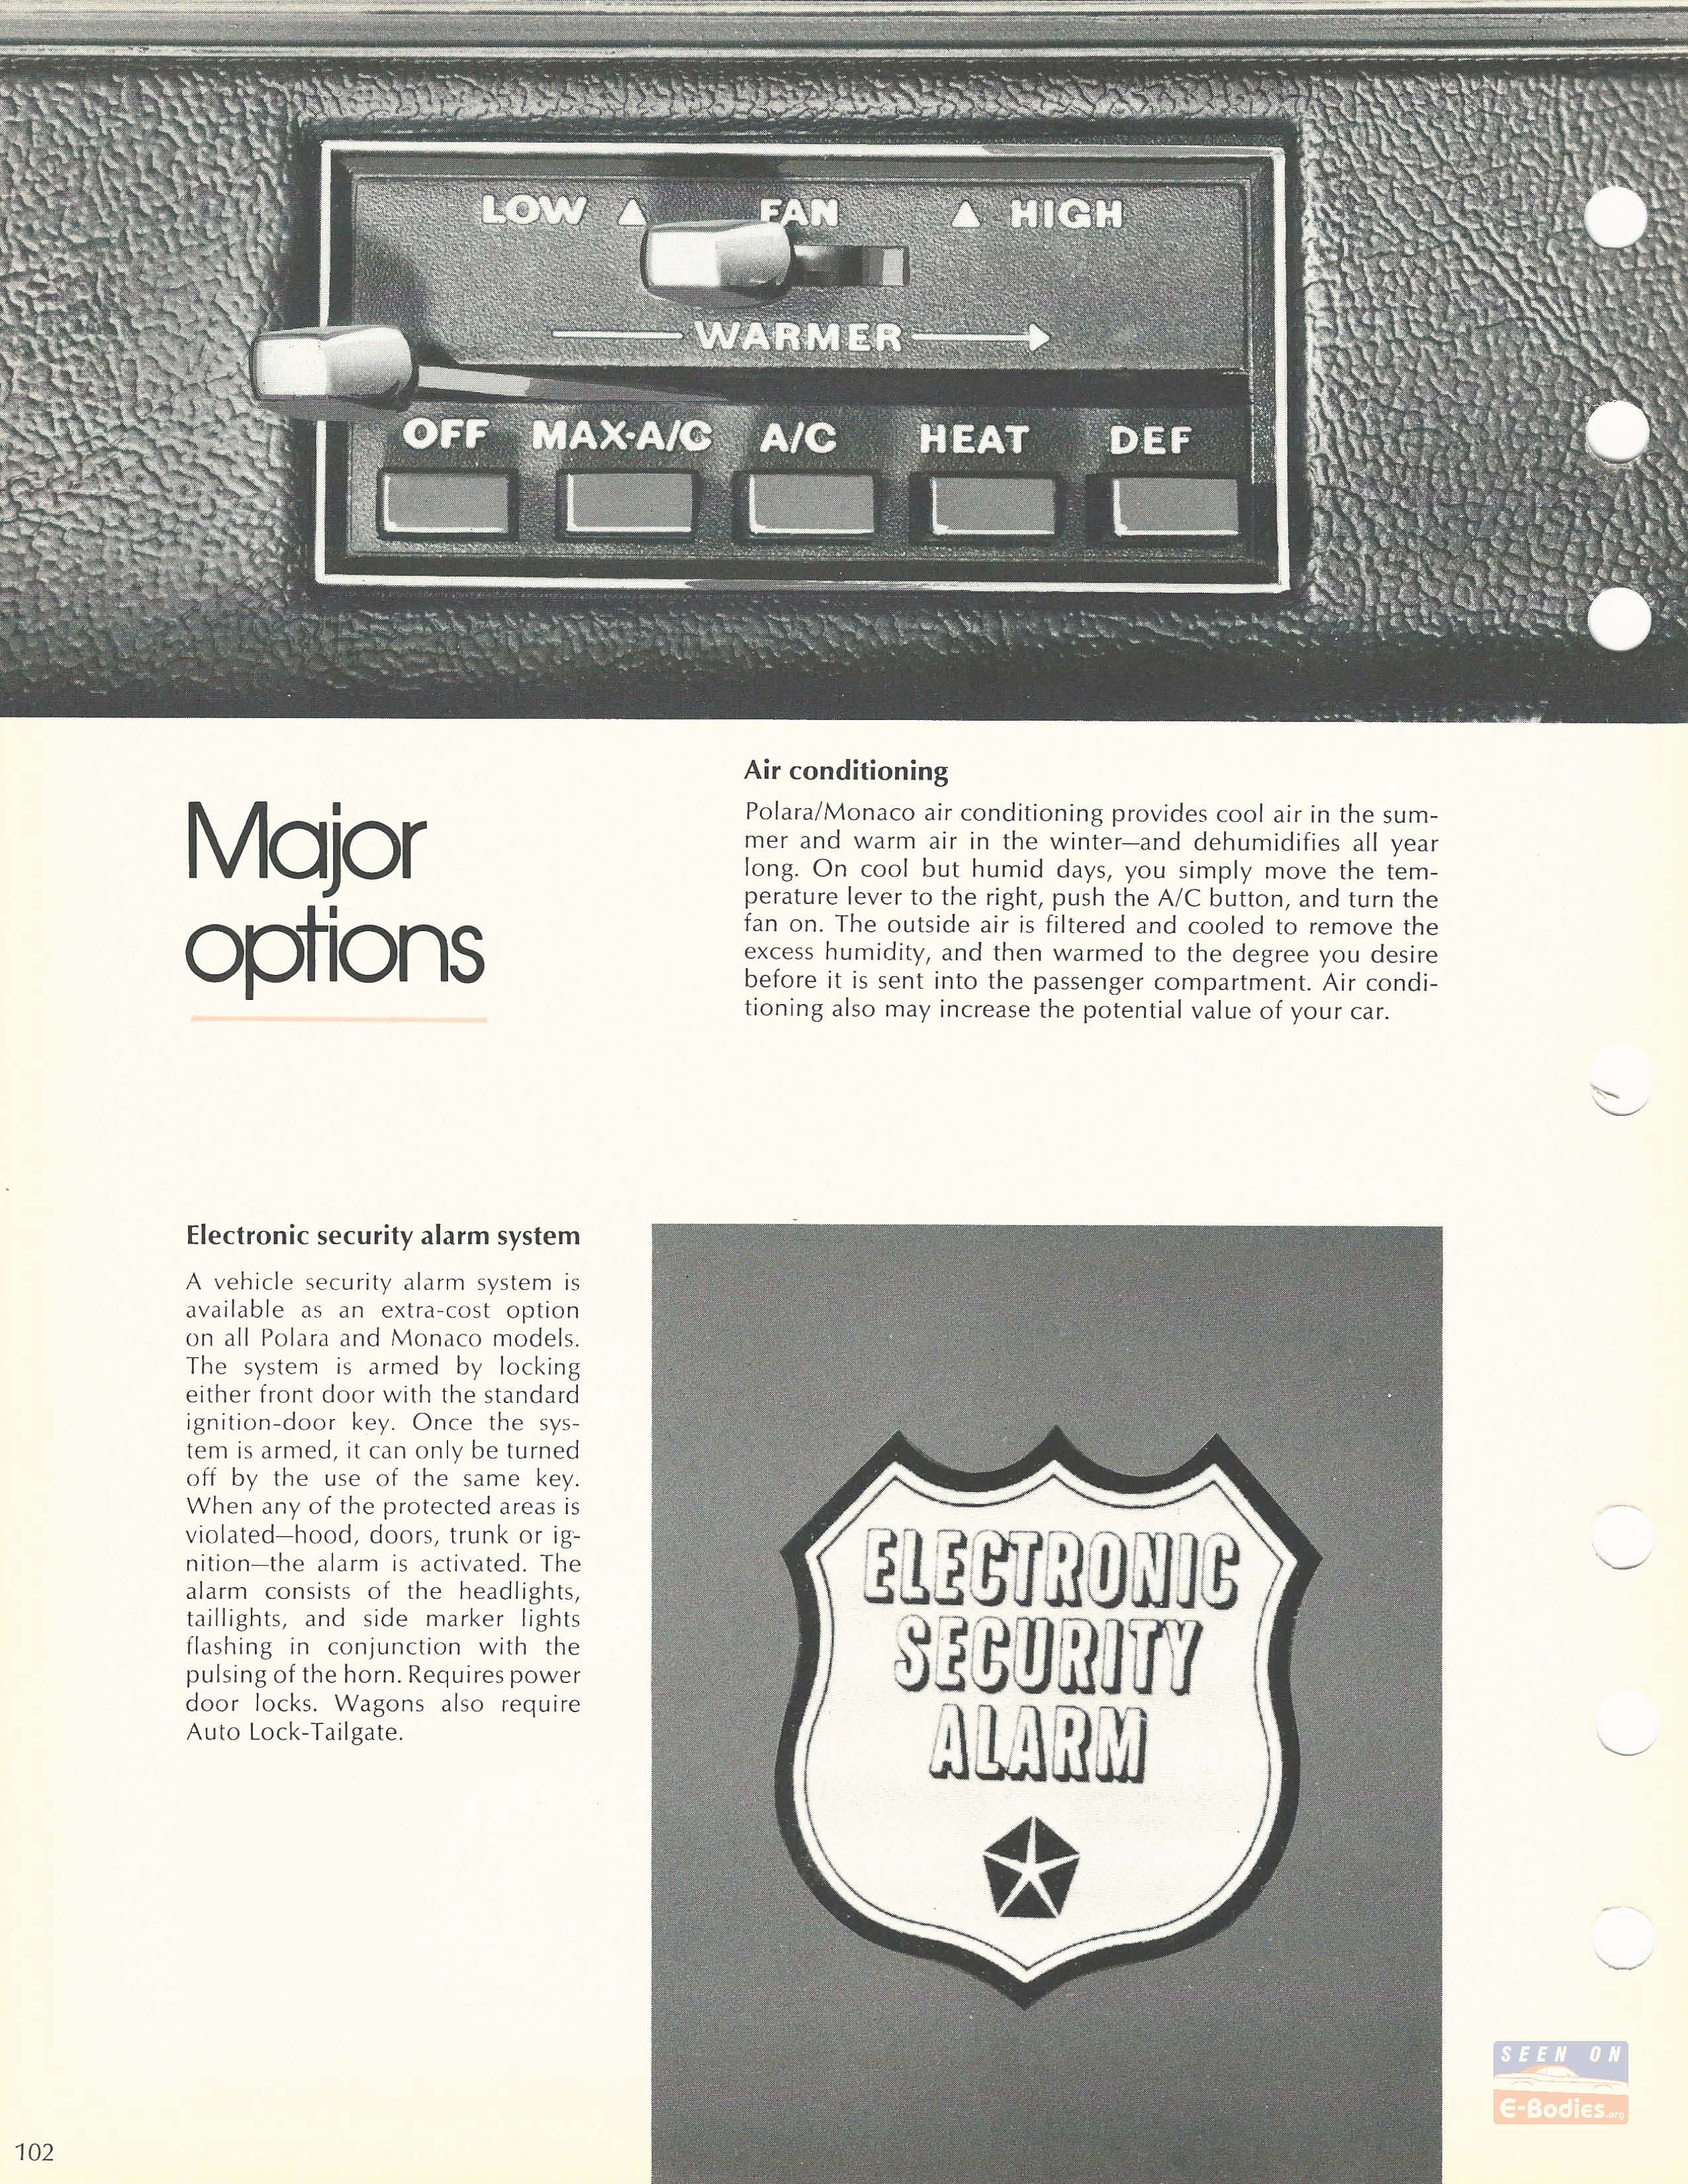 LOW ▲ FAN ▲ HIGH
WARMER
OFF MAX-A/C A/C HEAT DEF
Major
options
Air conditioning
Polara/Monaco air conditioning provides cool air in the sum-
mer and warm air in the winter—and dehumidifies all year
long. On cool but humid days, you simply move the tem-
perature lever to the right, push the A/C button, and turn the
fan on. The outside air is filtered and cooled to remove the
excess humidity, and then warmed to the degree you desire
before it is sent into the passenger compartment. Air condi-
tioning also may increase the potential value of your car.
Electronic security alarm system
A vehicle security alarm system is
available as an extra-cost option
on all Polara and Monaco models.
The system is armed by locking
either front door with the standard
ignition-door key. Once the sys-
tem is armed, it can only be turned
off by the use of the same key.
When any of the protected areas is
violated—hood, doors, trunk or ig-
nition—the alarm is activated. The
alarm consists of the headlights,
taillights, and side marker lights
flashing in conjunction with the
pulsing of the horn. Requires power
door locks. Wagons also require
Auto Lock-Tailgate.
ELECTRONIC
SECURITY
ALARM
SEEN ON
E-Bodies.org
102